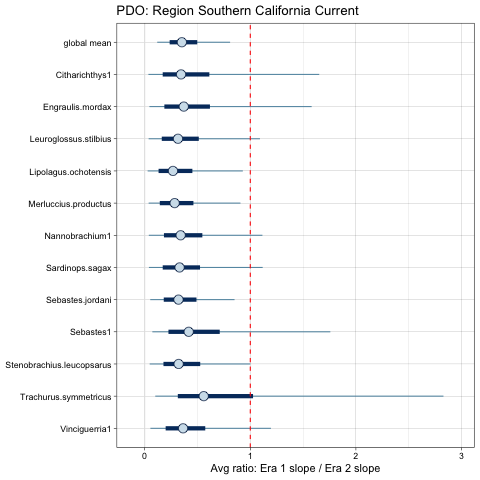 PDO: Region Southern California Current
global mean
Citharichthys1
Engraulis.mordax
Leuroglossus.stilbius
Lipolagus.ochotensis
Merluccius.productus
Nannobrachium1
Sardinops.sagax
Sebastes.jordani
Sebastes1
Stenobrachius.leucopsarus
Trachurus.symmetricus
Vinciguerria1
0 1 2 3
Avg ratio: Era 1 slope / Era 2 slope